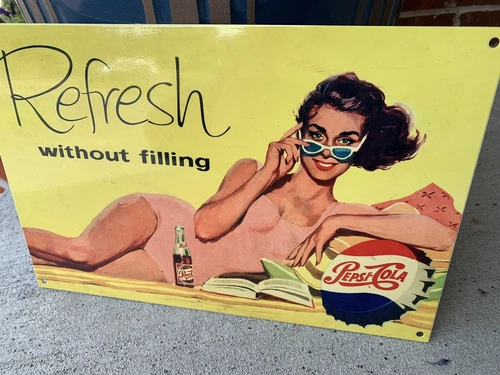 Refresh
without filling
PEPSI-COLA